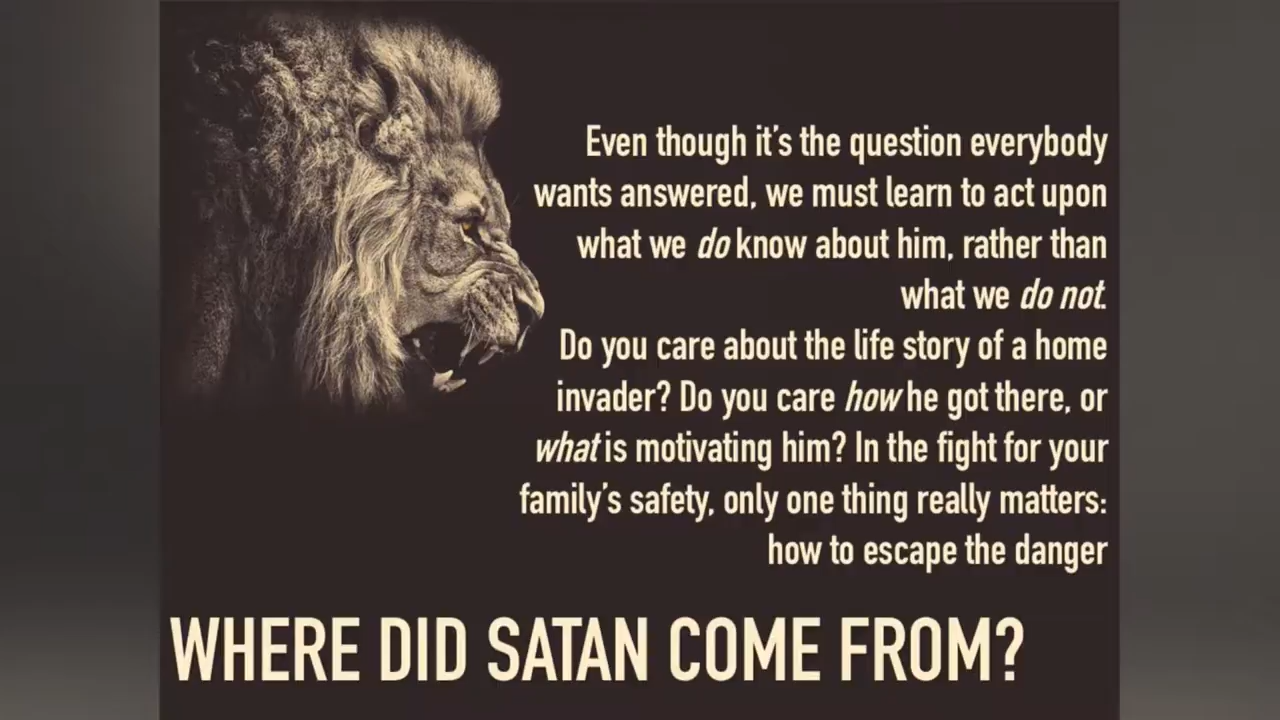 Even though it's the question everybody
wants answered, we must learn to act upon
what we do know about him, rather than
what we do not.
Do you care about the life story of a home
invader? Do you care how he got there, or
what is motivating him? In the fight for your
family's safety, only one thing really matters:
how to escape the danger
WHERE DID SATAN COME FROM?